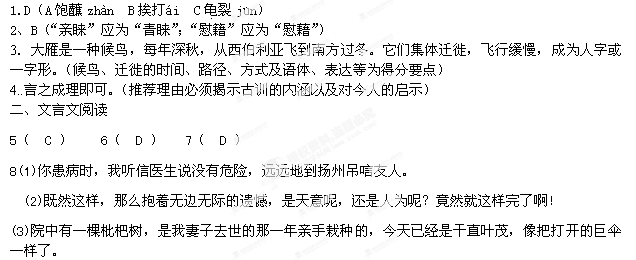 1.D（A 饱蘸 zhàn  B 挨打ái  C 龟裂 jūn）
2、B（“亲睐”应为“青睐”；“慰籍”应为“慰藉”）
3．大雁是一种候鸟，每年深秋，从西伯利亚飞到南方过冬。它们集体迁徙，飞行缓慢，成为人字或
一字形。（候鸟、迁徙的时间、路径、方式及语体、表达等为得分要点）
4..言之成理即可。（推荐理由必须揭示古训的内涵以及对今人的启示）
二、文言文阅读
5（  C  ）    6（  D  ）   7（  D  ）
8(1)你患病时，我听信医生说没有危险，远远地到扬州吊唁友人。
(2)既然这样，那么抱着无边无际的遗憾，是天意呢，还是人为呢？竟然就这样完了啊！
(3)院中有一棵枇杷树，是我妻子去世的那一年亲手栽种的，今天已经是干直叶茂，像把打开的巨伞
一样了。